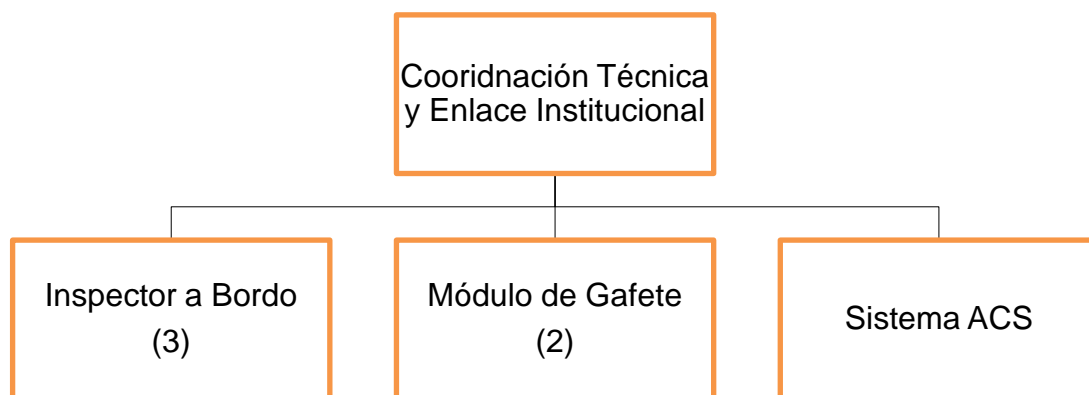 Cooridnación Técnica
y Enlace Institucional
Inspector a Bordo
(3)
Módulo de Gafete
(2)
Sistema ACS